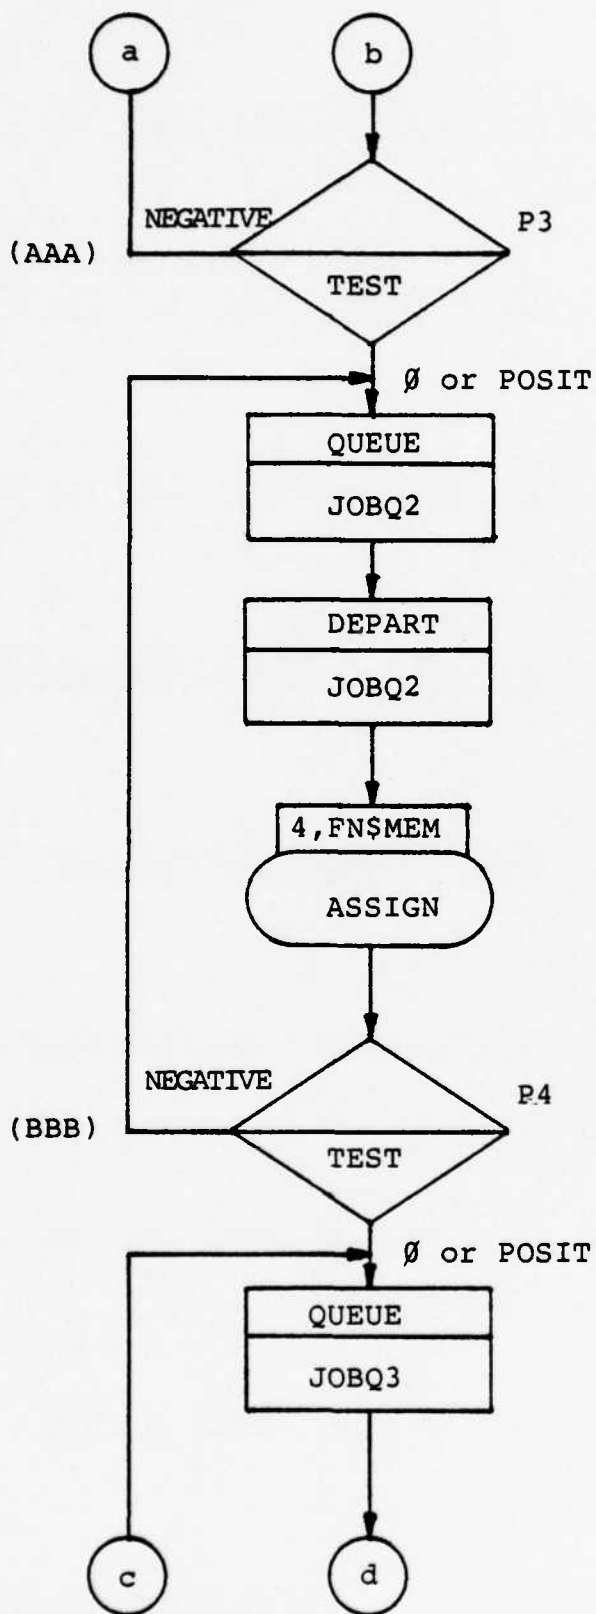 a
b
NEGATIVE
P3
(AAA)
TEST
Ø or POSIT
QUEUE
JOBQ2
DEPART
JOBQ2
4,FN$MEM
ASSIGN
NEGATIVE
P4
(BBB)
TEST
Ø or POSIT
QUEUE
JOBQ3
c
d